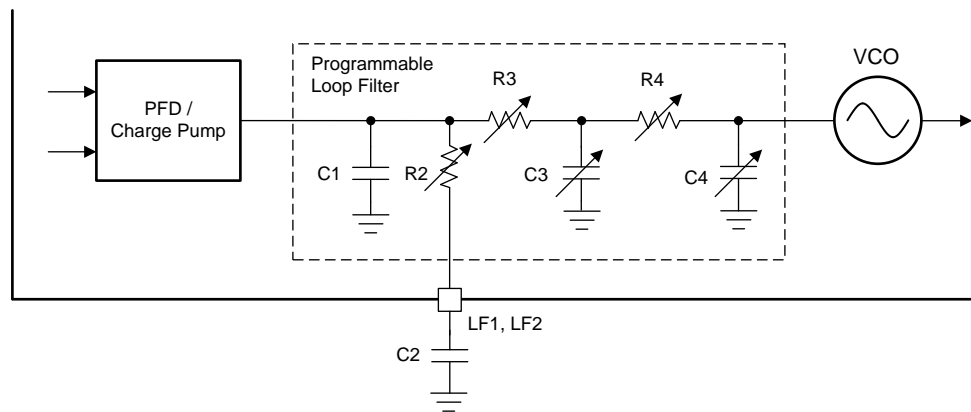 Programmable
Loop Filter
VCO
PFD /
Charge Pump
R3
R4
C1
R2
C3
C4
LF1, LF2
C2